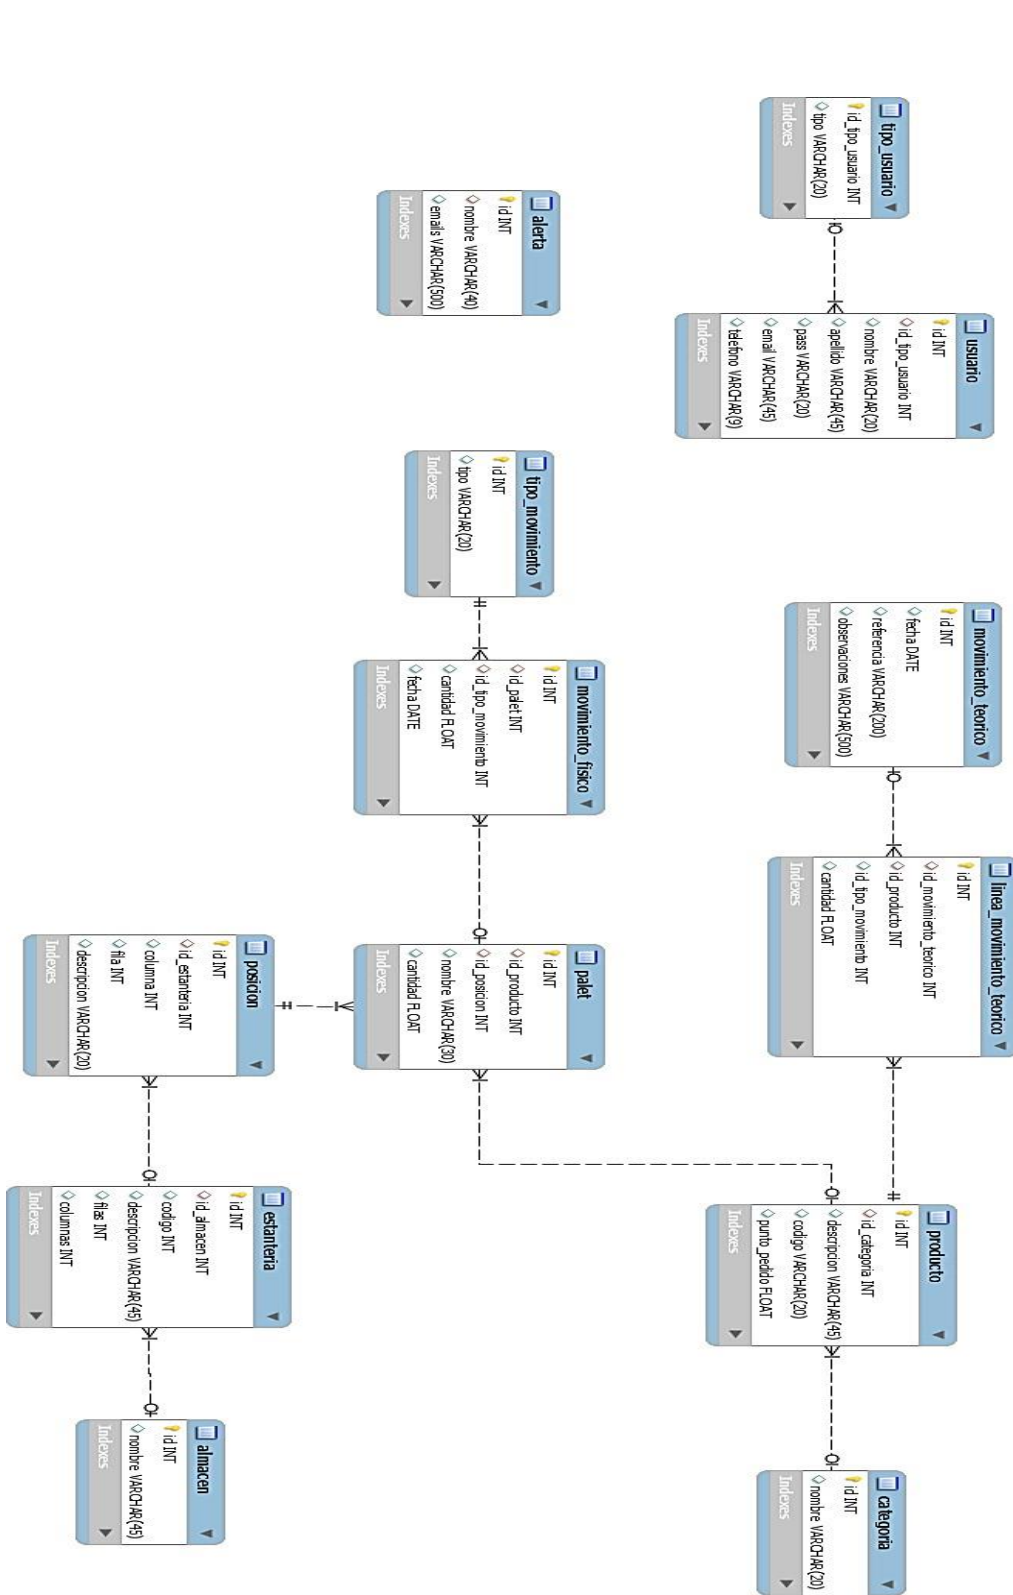 tipo_usuario
id_tipo_usuario INT
tipo VARCHAR(20)
Indexes
usuario
id INT
id_tipo_usuario INT
nombre VARCHAR(20)
apellido VARCHAR(45)
pass VARCHAR(20)
email VARCHAR(45)
telefono VARCHAR(9)
Indexes
movimiento_teorico
id INT
fecha DATE
referencia VARCHAR(200)
observaciones VARCHAR(500)
Indexes
linea_movimiento_teorico
id INT
id_movimiento_teorico INT
id_producto INT
id_tipo_movimiento INT
cantidad FLOAT
Indexes
producto
id INT
id_categoria INT
descripcion VARCHAR(45)
codigo VARCHAR(20)
punto_pedido FLOAT
Indexes
categoria
id INT
nombre VARCHAR(20)
Indexes
alerta
id INT
nombre VARCHAR(40)
emails VARCHAR(500)
Indexes
tipo_movimiento
id INT
tipo VARCHAR(20)
Indexes
movimiento_fisico
id INT
id_palet INT
id_tipo_movimiento INT
cantidad FLOAT
fecha DATE
Indexes
palet
id INT
id_producto INT
id_posicion INT
nombre VARCHAR(30)
cantidad FLOAT
Indexes
posicion
id INT
id_estanteria INT
columna INT
fila INT
descripcion VARCHAR(20)
Indexes
estanteria
id INT
id_almacen INT
codigo INT
descripcion VARCHAR(45)
filas INT
columnas INT
Indexes
almacen
id INT
nombre VARCHAR(45)
Indexes